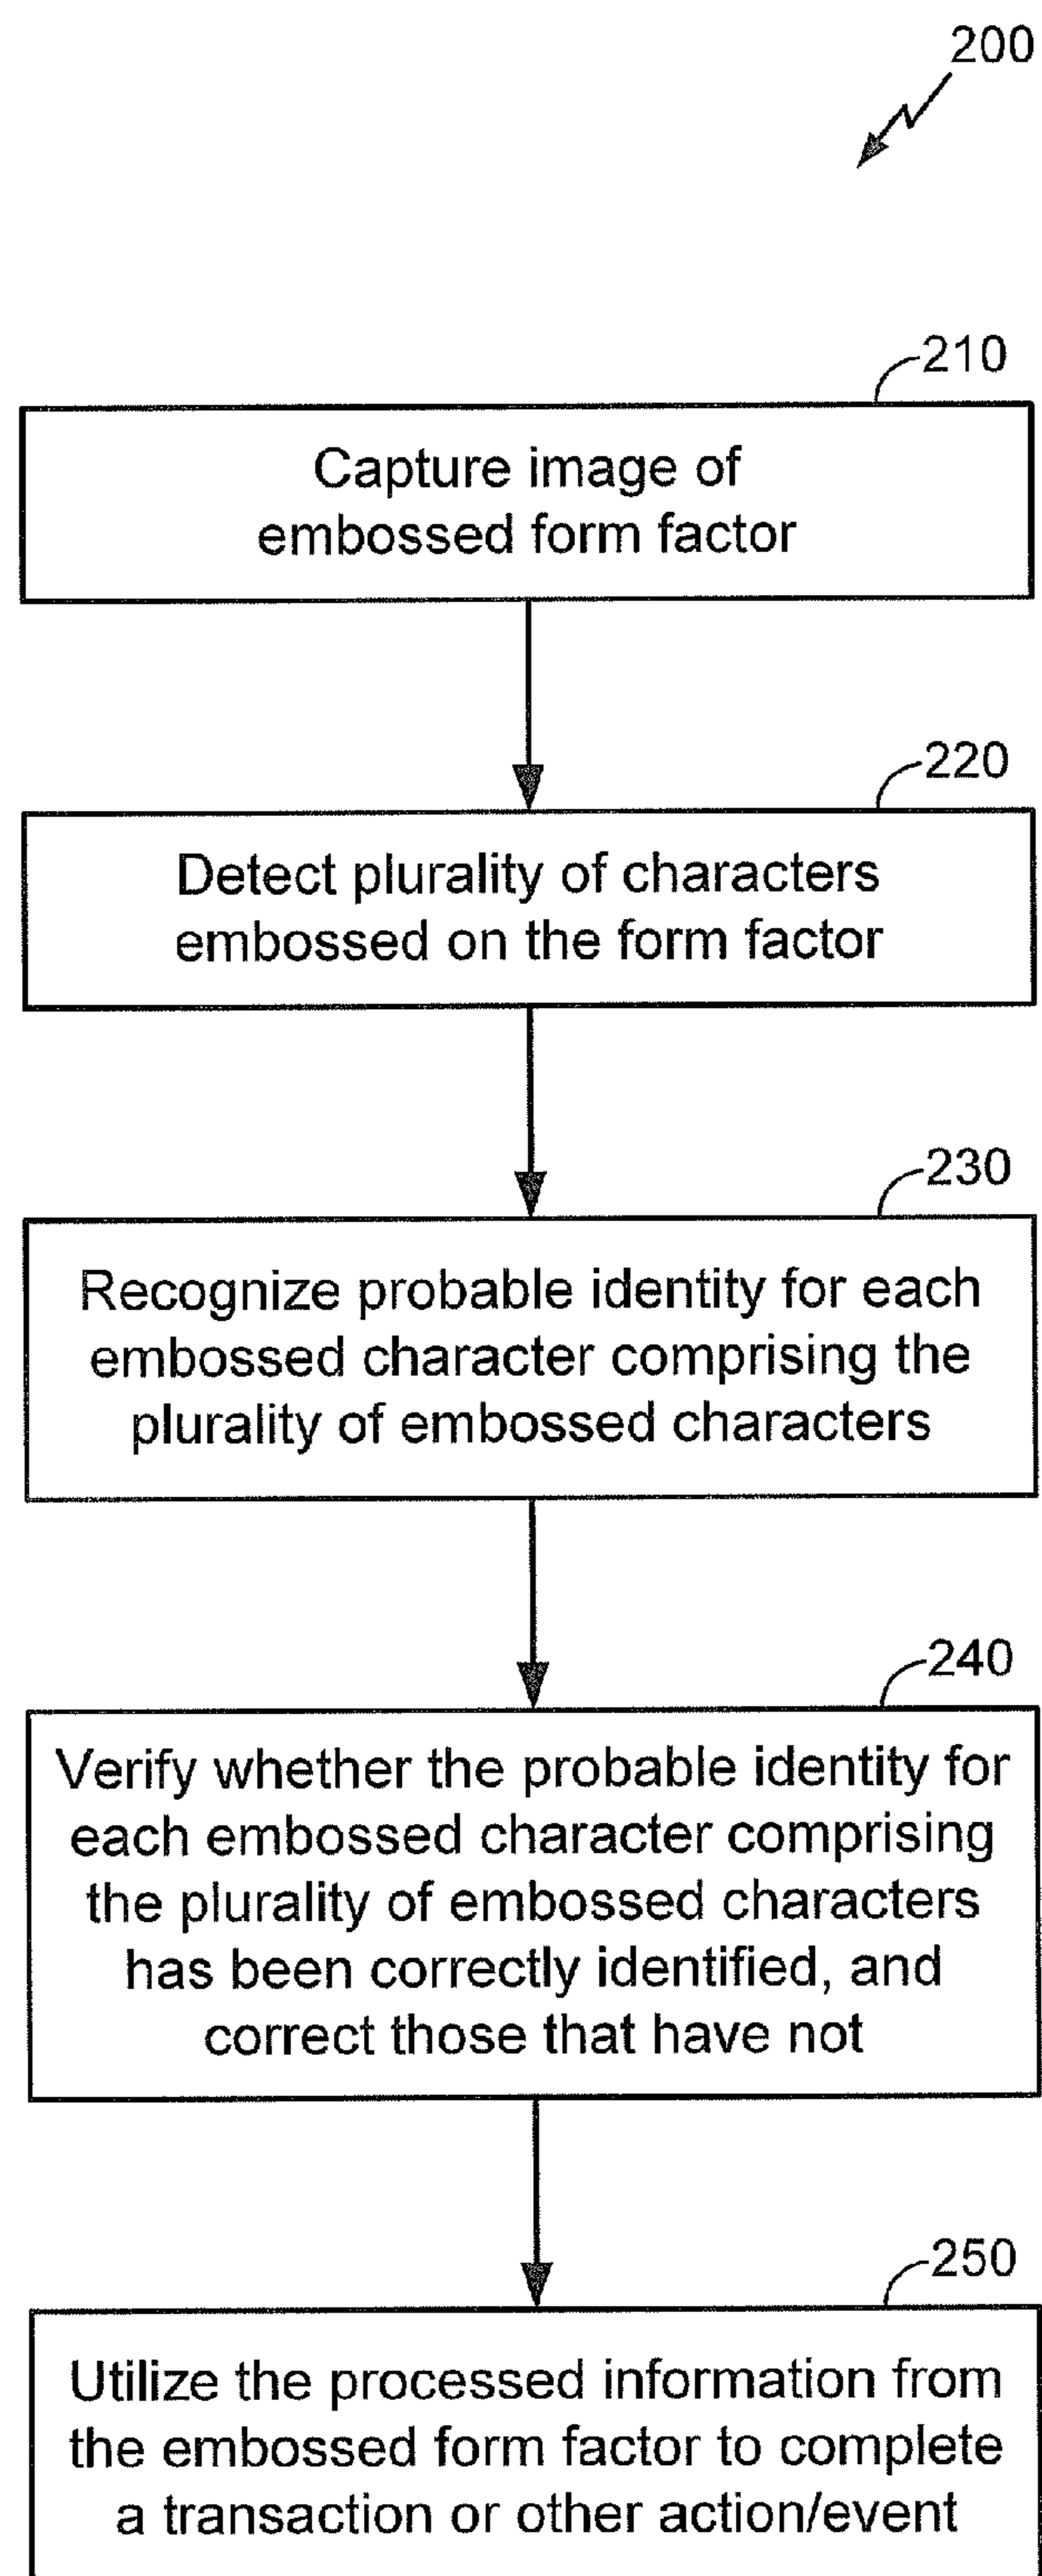 200
210
Capture image of
embossed form factor
220
Detect plurality of characters
embossed on the form factor
230
Recognize probable identity for each
embossed character comprising the
plurality of embossed characters
240
Verify whether the probable identity for
each embossed character comprising
the plurality of embossed characters
has been correctly identified, and
correct those that have not
250
Utilize the processed information from
the embossed form factor to complete
a transaction or other action/event